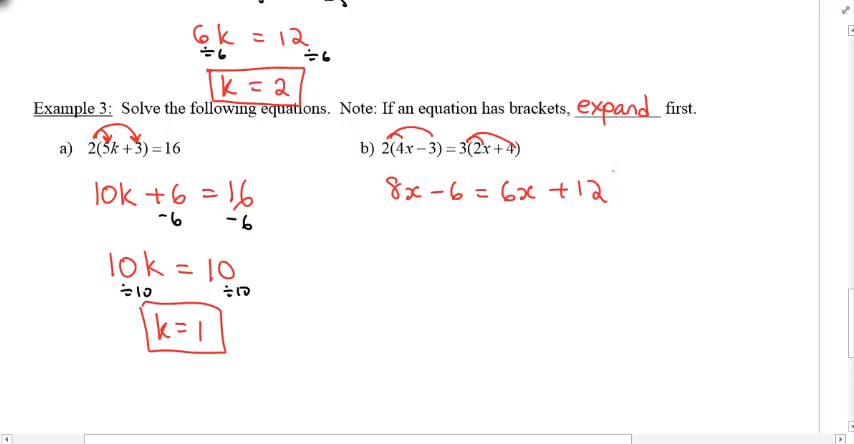 6k = 12
÷6 ÷6
k = 2
Example 3: Solve the following equations. Note: If an equation has brackets, expand first.
a) 2(5k + 3) = 16
10k + 6 = 16
-6 -6
10k = 10
÷10 ÷10
k = 1
b) 2(4x − 3) = 3(2x + 4)
8x - 6 = 6x + 12